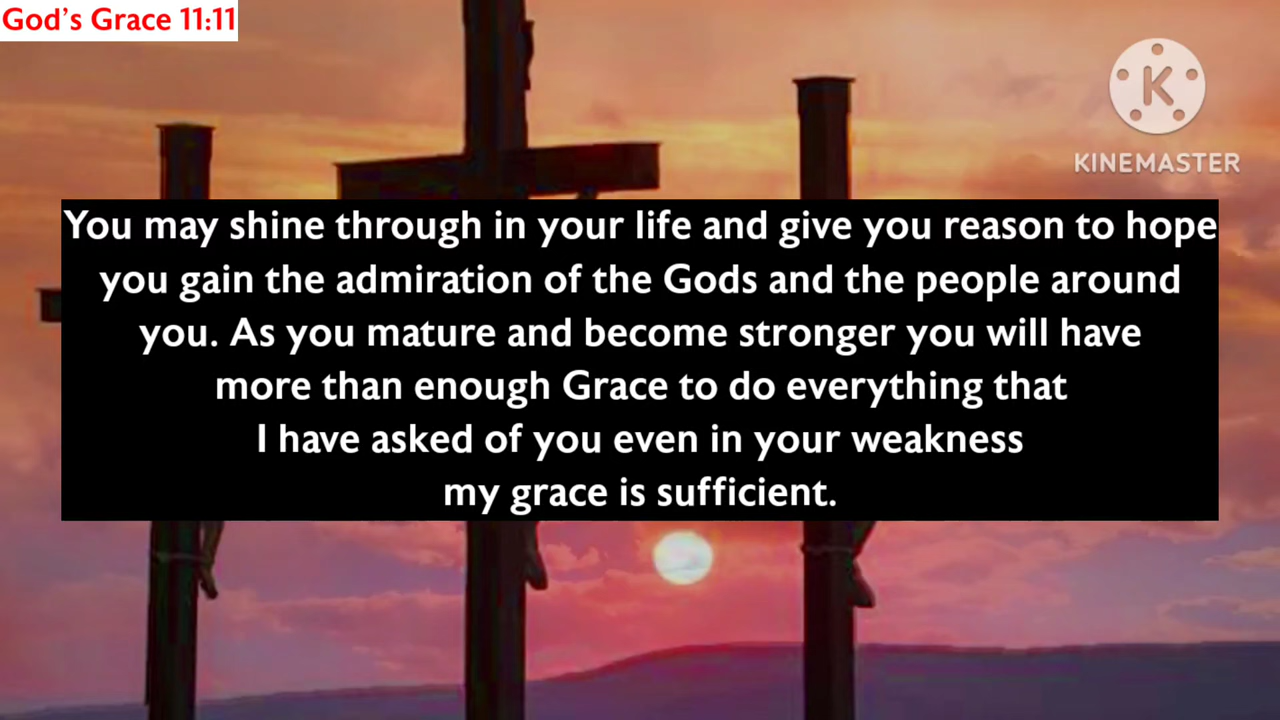 God's Grace 11:11
K
KINEMASTER
You may shine through in your life and give you reason to hope
you gain the admiration of the Gods and the people around
you. As you mature and become stronger you will have
more than enough Grace to do everything that
I have asked of you even in your weakness
my grace is sufficient.